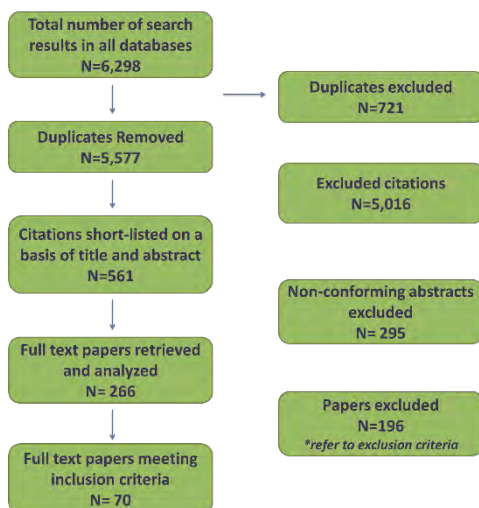 Total number of search
results in all databases
N=6,298
Duplicates excluded
N=721
Duplicates Removed
N=5,577
Excluded citations
N=5,016
Citations short-listed on a
basis of title and abstract
N=561
Non-conforming abstracts
excluded
N= 295
Full text papers retrieved
and analyzed
N= 266
Papers excluded
N=196
*refer to exclusion criteria
Full text papers meeting
inclusion criteria
N= 70